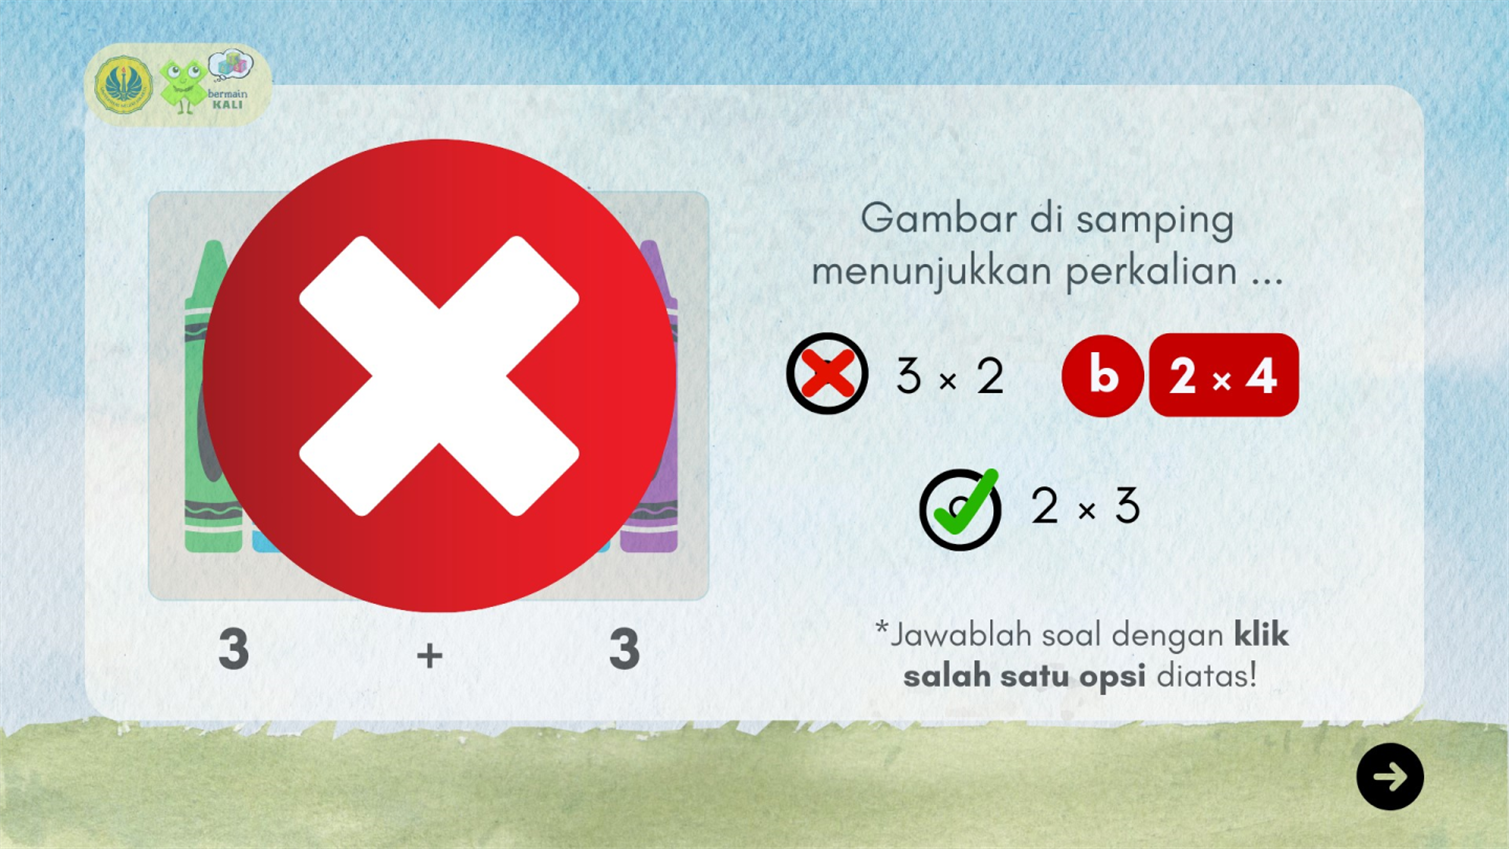 bermain
KALI
Gambar di samping
menunjukkan perkalian ...
3 × 2
b 2 × 4
2 × 3
3 + 3
*Jawablah soal dengan klik
salah satu opsi diatas!